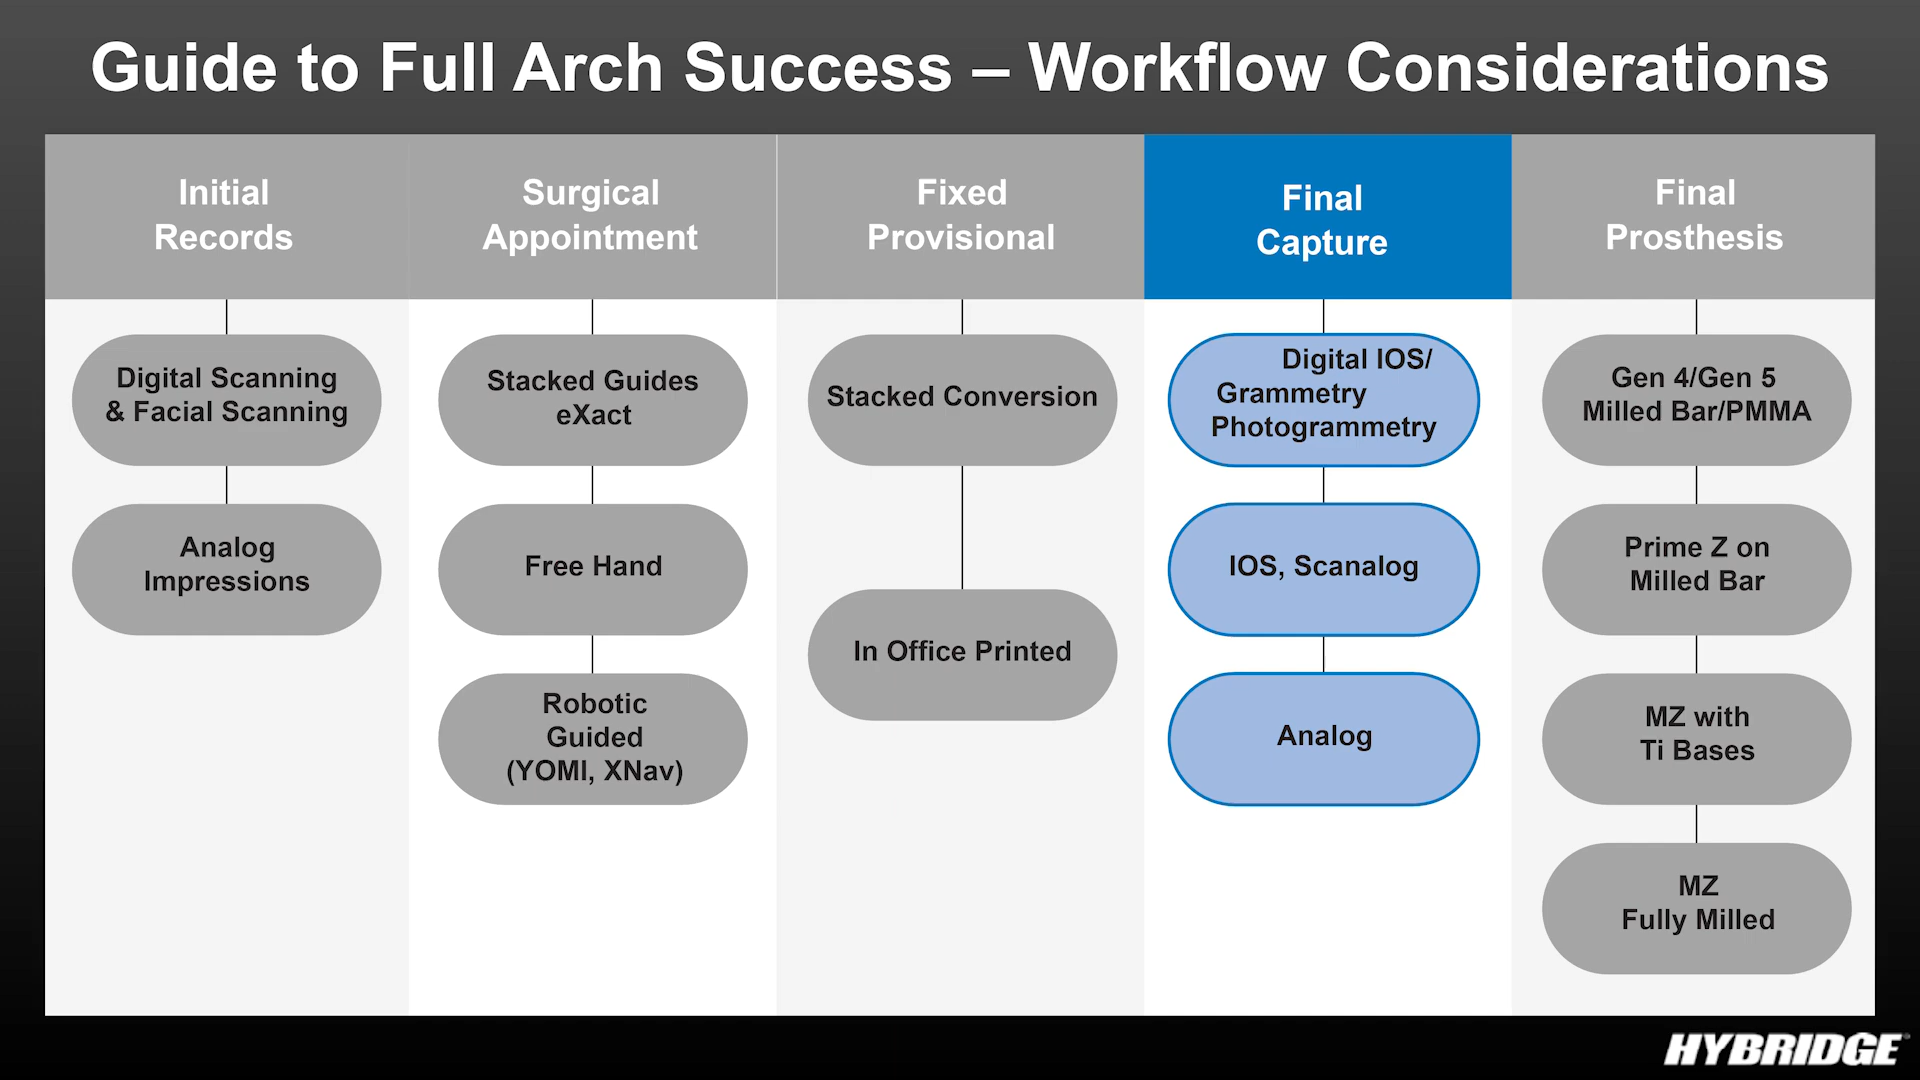 Guide to Full Arch Success – Workflow Considerations
Initial
Records
Surgical
Appointment
Fixed
Provisional
Final
Capture
Final
Prosthesis
Digital Scanning
& Facial Scanning
Analog
Impressions
Stacked Guides
eXact
Free Hand
Robotic
Guided
(YOMI, XNav)
Stacked Conversion
In Office Printed
Digital IOS/
Grammetry
Photogrammetry
IOS, Scanalog
Analog
Gen 4/Gen 5
Milled Bar/PMMA
Prime Z on
Milled Bar
MZ with
Ti Bases
MZ
Fully Milled
HYBRIDGE